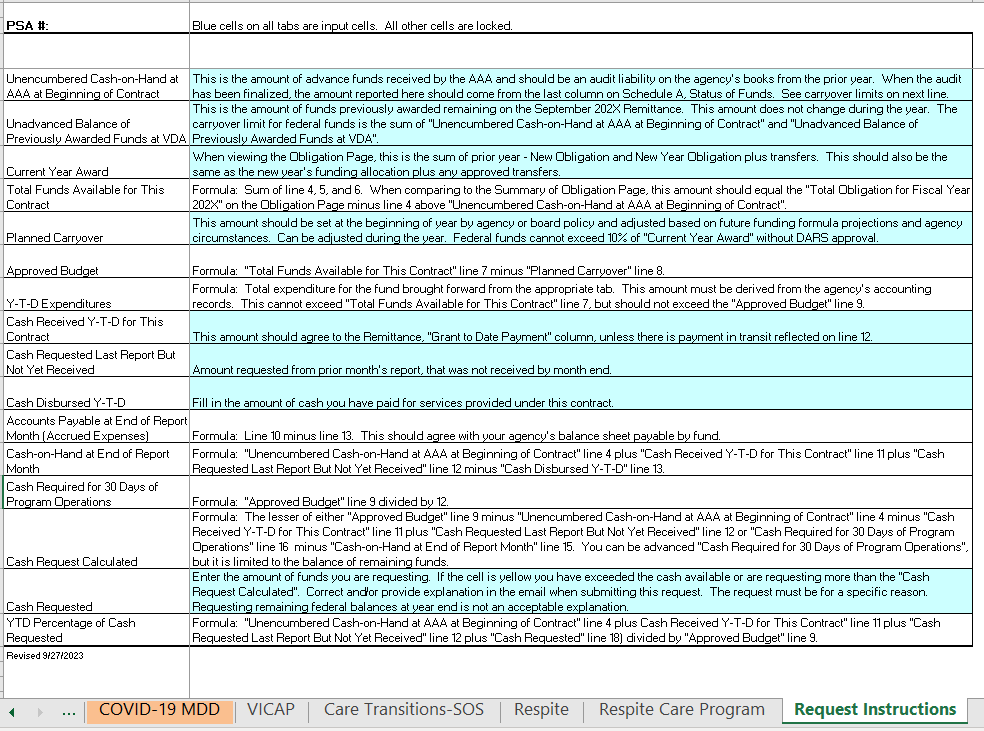 PSA #:
Blue cells on all tabs are input cells.  All other cells are locked.
Unencumbered Cash-on-Hand at
AAA at Beginning of Contract
This is the amount of advance funds received by the AAA and should be an audit liability on the agency's books from the prior year.  When the audit
has been finalized, the amount reported here should come from the last column on Schedule A, Status of Funds.  See carryover limits on next line.
Unadvanced Balance of
Previously Awarded Funds at VDA
This is the amount of funds previously awarded remaining on the September 202X Remittance.  This amount does not change during the year.  The
carryover limit for federal funds is the sum of "Unencumbered Cash-on-Hand at AAA at Beginning of Contract" and "Unadvanced Balance of
Previously Awarded Funds at VDA".
Current Year Award
When viewing the Obligation Page, this is the sum of prior year - New Obligation and New Year Obligation plus transfers.  This should also be the
same as the new year's funding allocation plus any approved transfers.
Total Funds Available for This
Contract
Formula:  Sum of line 4, 5, and 6.  When comparing to the Summary of Obligation Page, this amount should equal the "Total Obligation for Fiscal Year
202X" on the Obligation Page minus line 4 above "Unencumbered Cash-on-Hand at AAA at Beginning of Contract".
Planned Carryover
This amount should be set at the beginning of year by agency or board policy and adjusted based on future funding formula projections and agency
circumstances.  Can be adjusted during the year.  Federal funds cannot exceed 10% of "Current Year Award" without DARS approval.
Approved Budget
Formula:  "Total Funds Available for This Contract" line 7 minus "Planned Carryover" line 8.
Y-T-D Expenditures
Formula:  Total expenditure for the fund brought forward from the appropriate tab.  This amount must be derived from the agency's accounting
records.  This cannot exceed "Total Funds Available for This Contract" line 7, but should not exceed the "Approved Budget" line 9.
Cash Received Y-T-D for This
Contract
This amount should agree to the Remittance, "Grant to Date Payment" column, unless there is payment in transit reflected on line 12.
Cash Requested Last Report But
Not Yet Received
Amount requested from prior month's report, that was not received by month end.
Cash Disbursed Y-T-D
Fill in the amount of cash you have paid for services provided under this contract.
Accounts Payable at End of Report
Month (Accrued Expenses)
Formula:  Line 10 minus line 13.  This should agree with your agency's balance sheet payable by fund.
Cash-on-Hand at End of Report
Month
Formula:  "Unencumbered Cash-on-Hand at AAA at Beginning of Contract" line 4 plus "Cash Received Y-T-D for This Contract" line 11 plus "Cash
Requested Last Report But Not Yet Received" line 12 minus "Cash Disbursed Y-T-D" line 13.
Cash Required for 30 Days of
Program Operations
Formula:  "Approved Budget" line 9 divided by 12.
Cash Request Calculated
Formula:  The lesser of either "Approved Budget" line 9 minus "Unencumbered Cash-on-Hand at AAA at Beginning of Contract" line 4 minus "Cash
Received Y-T-D for This Contract" line 11 plus "Cash Requested Last Report But Not Yet Received" line 12 or "Cash Required for 30 Days of Program
Operations" line 16  minus "Cash-on-Hand at End of Report Month" line 15.  You can be advanced "Cash Required for 30 Days of Program Operations",
but it is limited to the balance of remaining funds.
Cash Requested
Enter the amount of funds you are requesting.  If the cell is yellow you have exceeded the cash available or are requesting more than the "Cash
Request Calculated".  Correct and/or provide explanation in the email when submitting this request.  The request must be for a specific reason.
Requesting remaining federal balances at year end is not an acceptable explanation.
YTD Percentage of Cash
Requested
Formula:  "Unencumbered Cash-on-Hand at AAA at Beginning of Contract" line 4 plus Cash Received Y-T-D for This Contract" line 11 plus "Cash
Requested Last Report But Not Yet Received" line 12 plus "Cash Requested" line 18) divided by "Approved Budget" line 9.
Revised 9/27/2023
... COVID-19 MDD VICAP Care Transitions-SOS Respite Respite Care Program Request Instructions